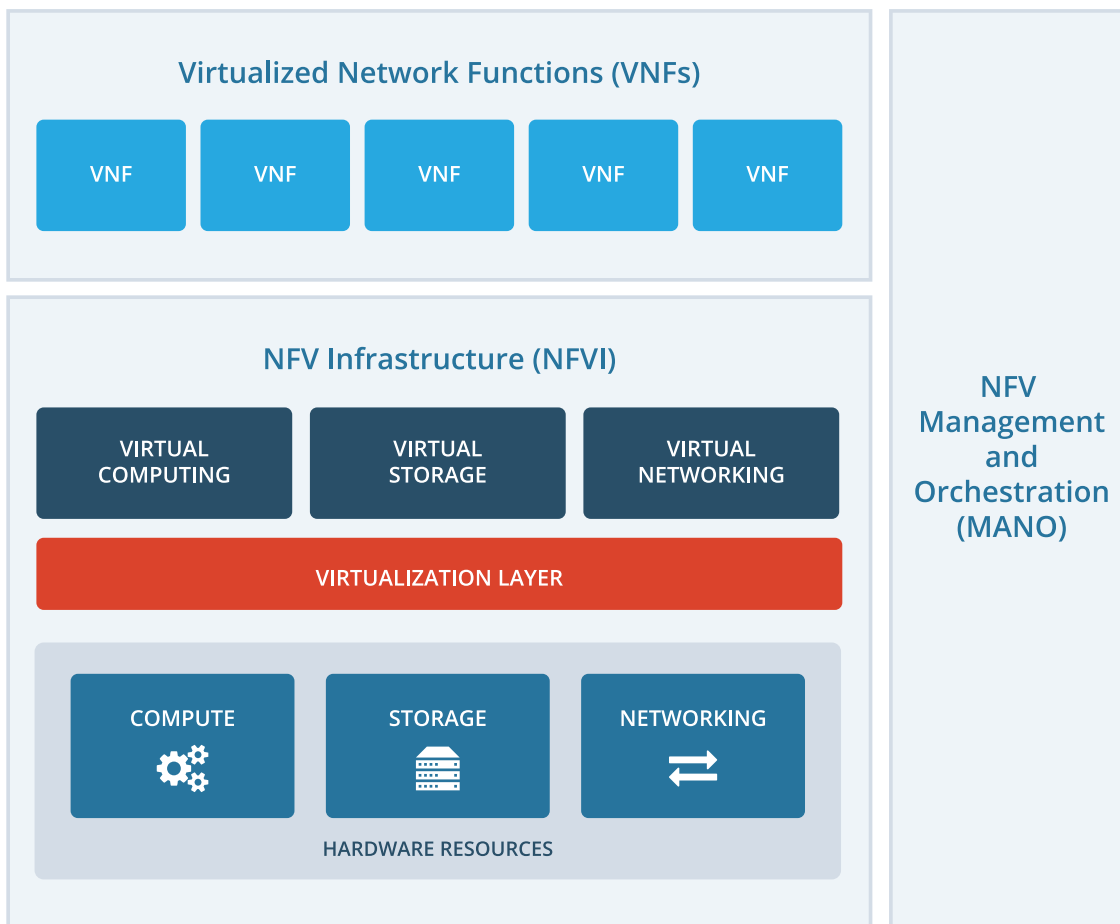 Virtualized Network Functions (VNFs)
VNF
VNF
VNF
VNF
VNF
NFV Infrastructure (NFVI)
VIRTUAL
COMPUTING
VIRTUAL
STORAGE
VIRTUAL
NETWORKING
VIRTUALIZATION LAYER
COMPUTE
STORAGE
NETWORKING
HARDWARE RESOURCES
NFV
Management
and
Orchestration
(MANO)